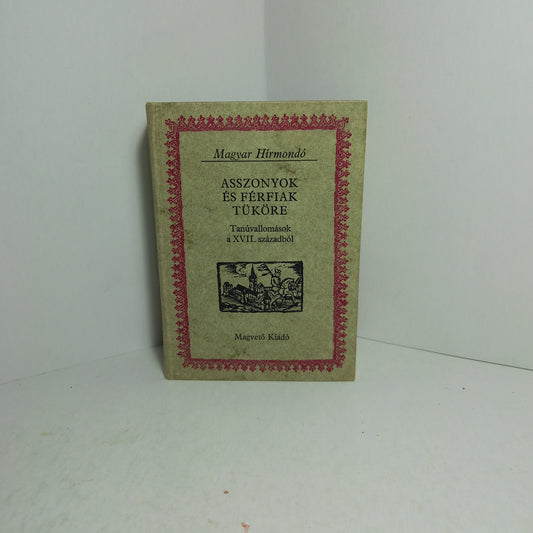 Magyar Hírmondó
ASSZONYOK
ÉS FÉRFIAK
TÜKÖRE
Tanúvallomások
a XVII. századból
Magvető Kiadó